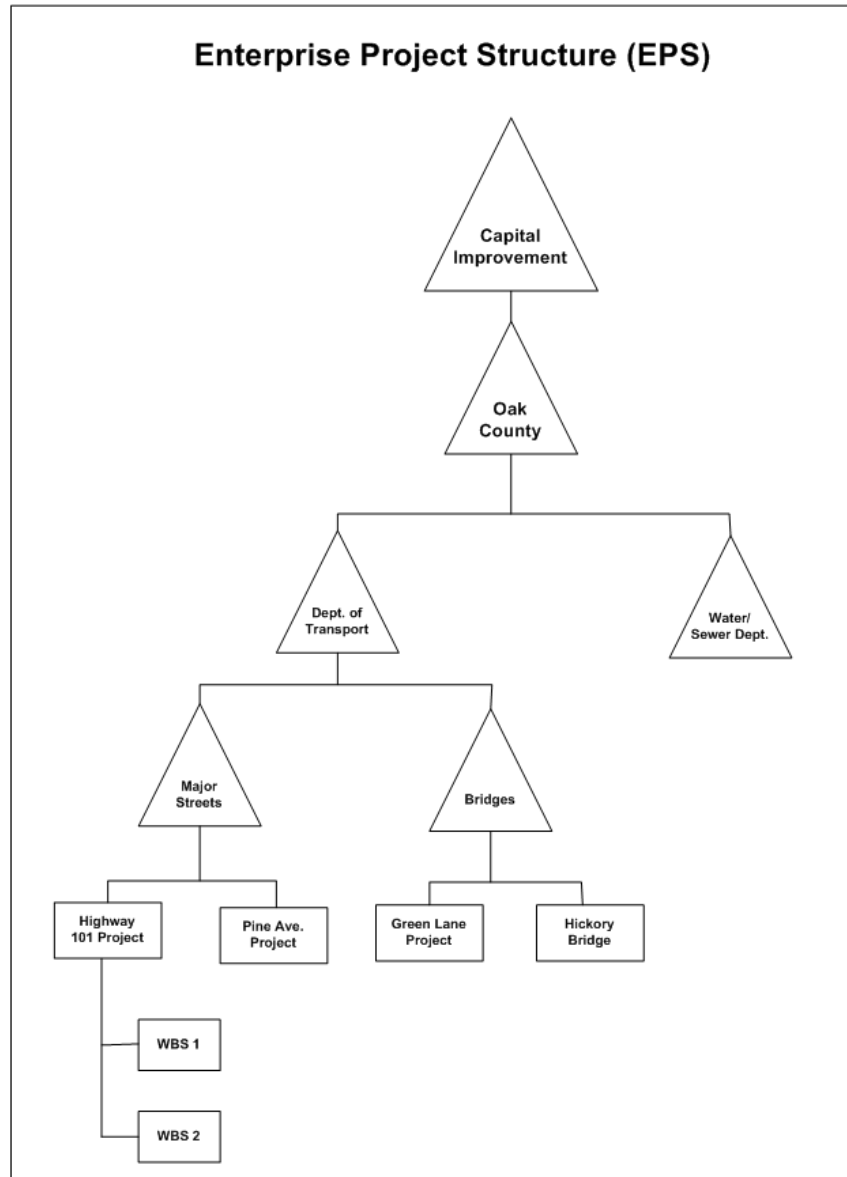 Enterprise Project Structure (EPS)
Capital
Improvement
Oak
County
Dept. of
Transport
Water/
Sewer Dept.
Major
Streets
Bridges
Highway
101 Project
Pine Ave.
Project
Green Lane
Project
Hickory
Bridge
WBS 1
WBS 2